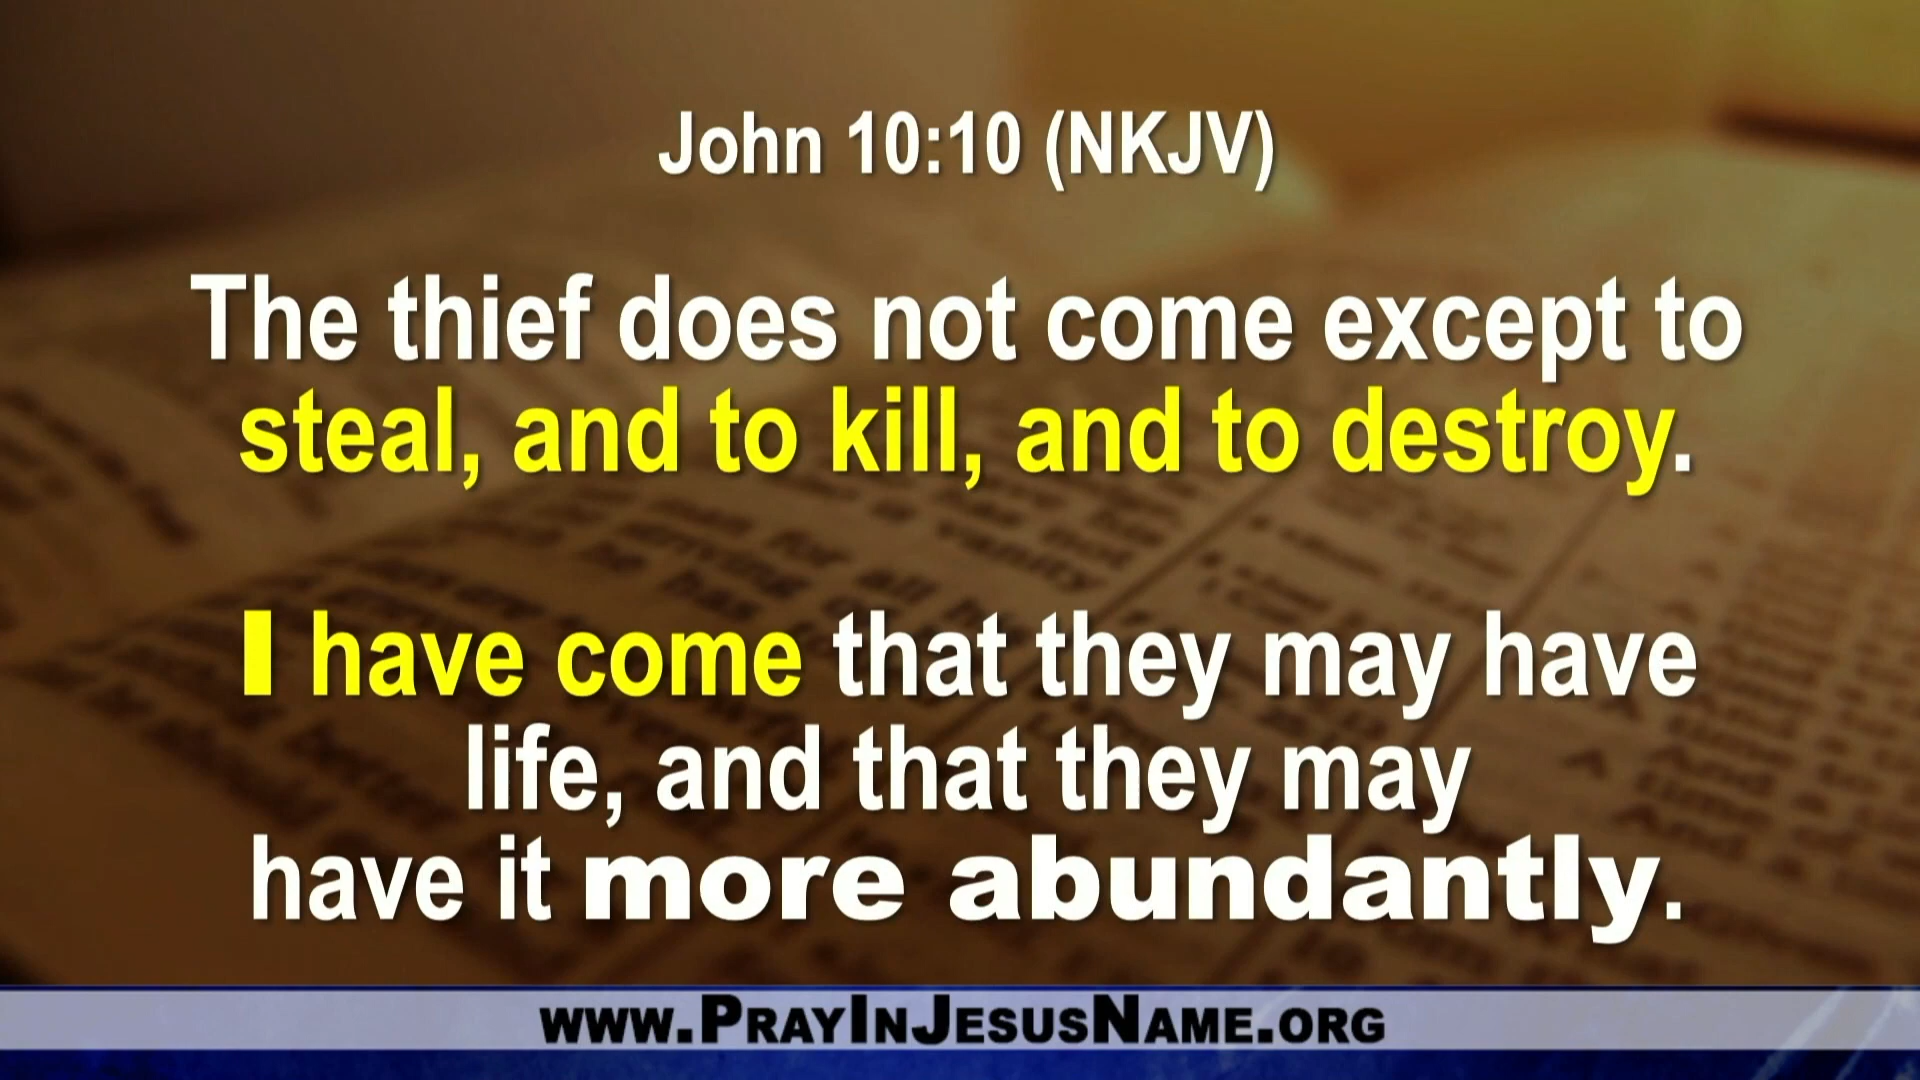 John 10:10 (NKJV)
The thief does not come except to
steal, and to kill, and to destroy.
I have come that they may have
life, and that they may
have it more abundantly.
www.PrayInJesusName.org